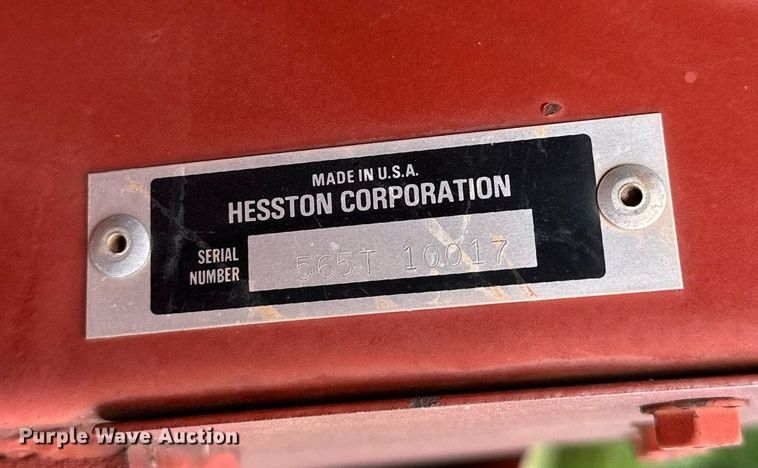 MADE IN U.S.A.
HESSTON CORPORATION
SERIAL
NUMBER
565T 10017
Purple Wave Auction